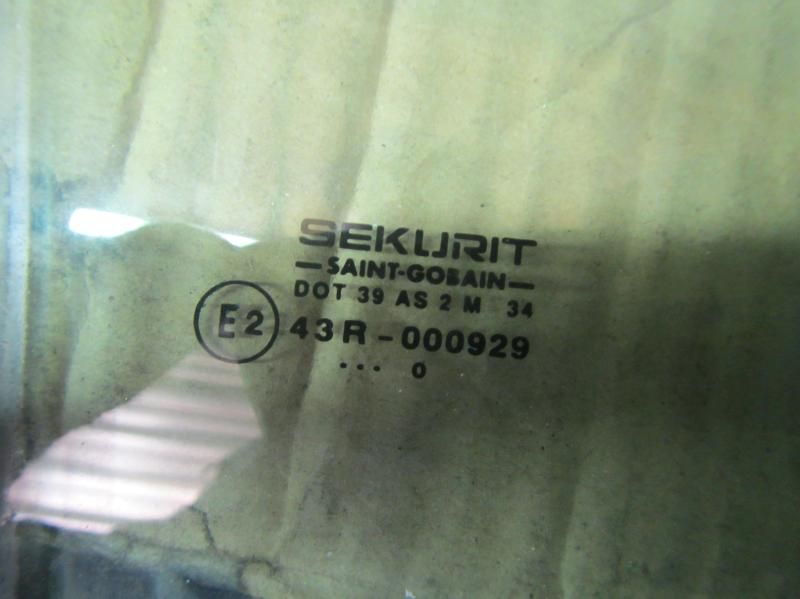 SEKURIT
—SAINT-GOBAIN—
DOT 39 AS 2 M 34
E2 43R-000929
... 0